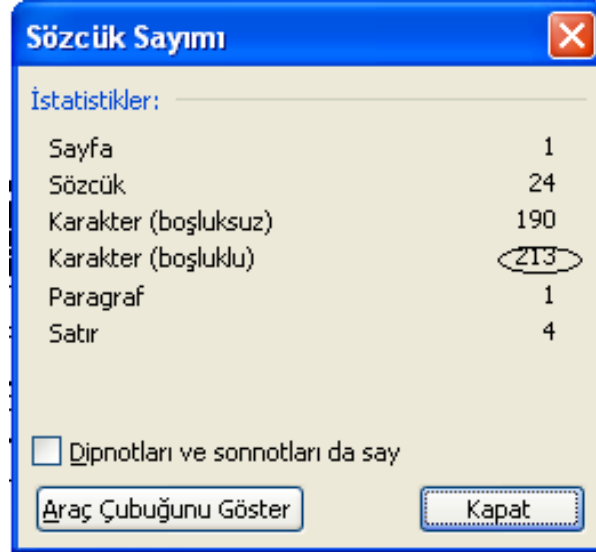 Sözcük Sayımı
İstatistikler:
Sayfa 1
Sözcük 24
Karakter (boşluksuz) 190
Karakter (boşluklu) 213
Paragraf 1
Satır 4
Dipnotları ve sonnotları da say
Araç Çubuğunu Göster Kapat